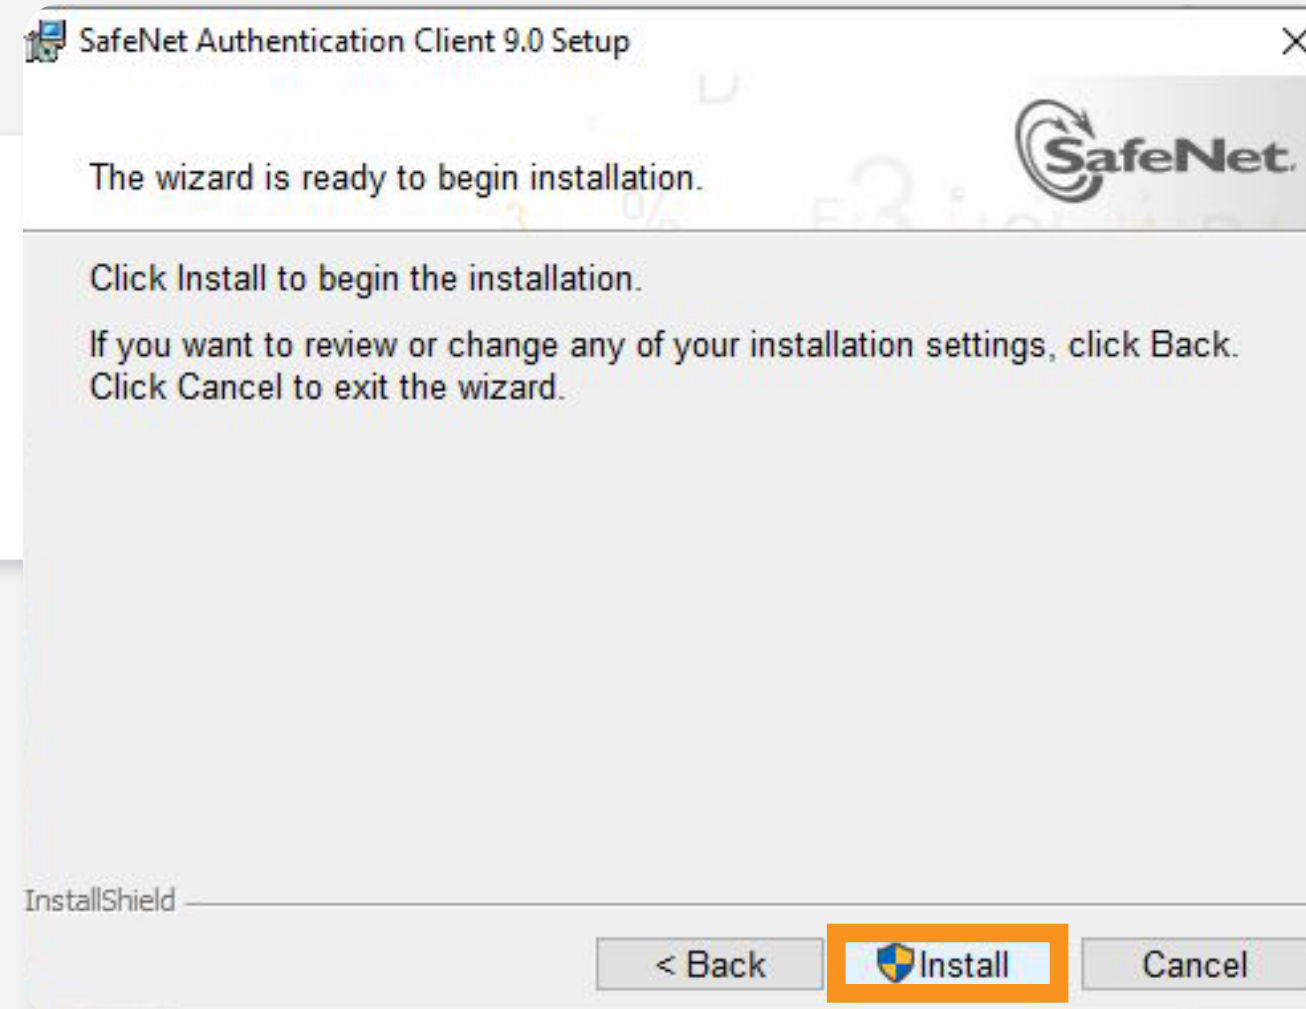 SafeNet Authentication Client 9.0 Setup
SafeNet.
The wizard is ready to begin installation.
Click Install to begin the installation.
If you want to review or change any of your installation settings, click Back.
Click Cancel to exit the wizard.
InstallShield
< Back
Install
Cancel